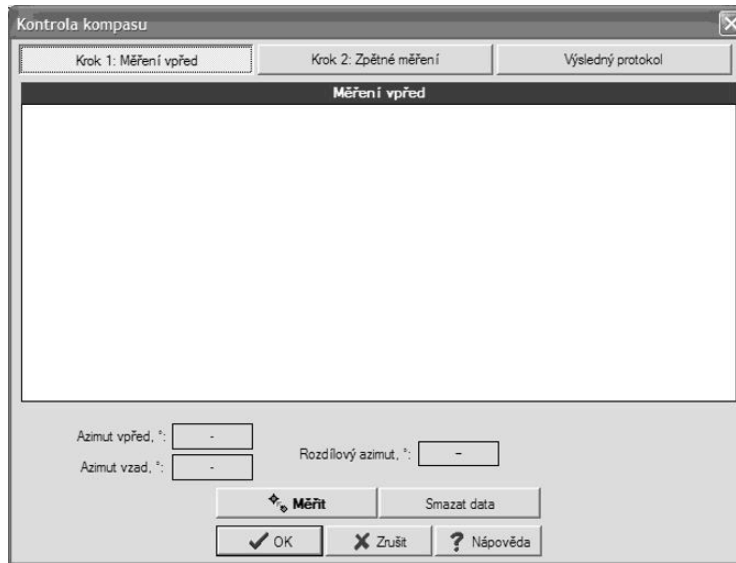 Kontrola kompasu
Krok 1: Měření vpřed Krok 2: Zpětné měření Výsledný protokol
Měření vpřed
Azimut vpřed, °: -
Rozdílový azimut, °: –
Azimut vzad, °: -
Měřit Smazat data
OK Zrušit ? Nápověda